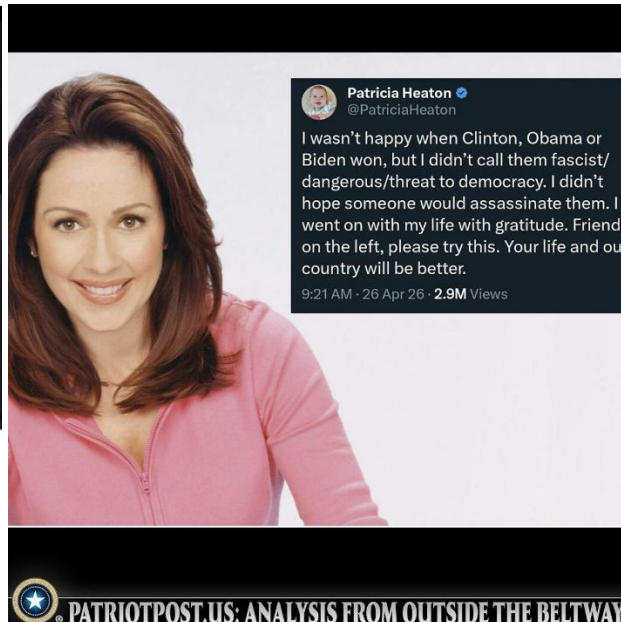 Patricia Heaton
@PatriciaHeaton
I wasn't happy when Clinton, Obama or
Biden won, but I didn't call them fascist/
dangerous/threat to democracy. I didn't
hope someone would assassinate them. I
went on with my life with gratitude. Friend
on the left, please try this. Your life and ou
country will be better.
9:21 AM · 26 Apr 26 · 2.9M Views
PATRIOTPOST.US: ANALYSIS FROM OUTSIDE THE BELTWAY